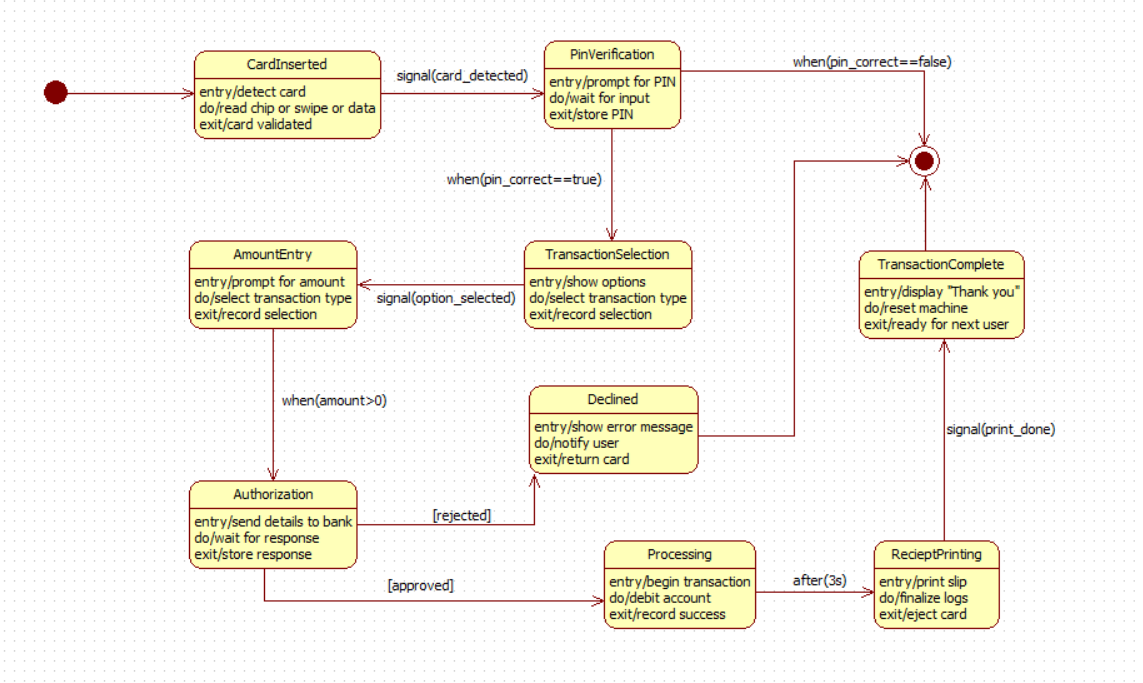 CardInserted
entry/detect card
do/read chip or swipe or data
exit/card validated
signal(card_detected)
PinVerification
entry/prompt for PIN
do/wait for input
exit/store PIN
when(pin_correct==false)
when(pin_correct==true)
AmountEntry
entry/prompt for amount
do/select transaction type
exit/record selection
signal(option_selected)
TransactionSelection
entry/show options
do/select transaction type
exit/record selection
TransactionComplete
entry/display "Thank you"
do/reset machine
exit/ready for next user
when(amount>0)
Declined
entry/show error message
do/notify user
exit/return card
signal(print_done)
Authorization
entry/send details to bank
do/wait for response
exit/store response
[rejected]
[approved]
Processing
entry/begin transaction
do/debit account
exit/record success
after(3s)
RecieptPrinting
entry/print slip
do/finalize logs
exit/eject card